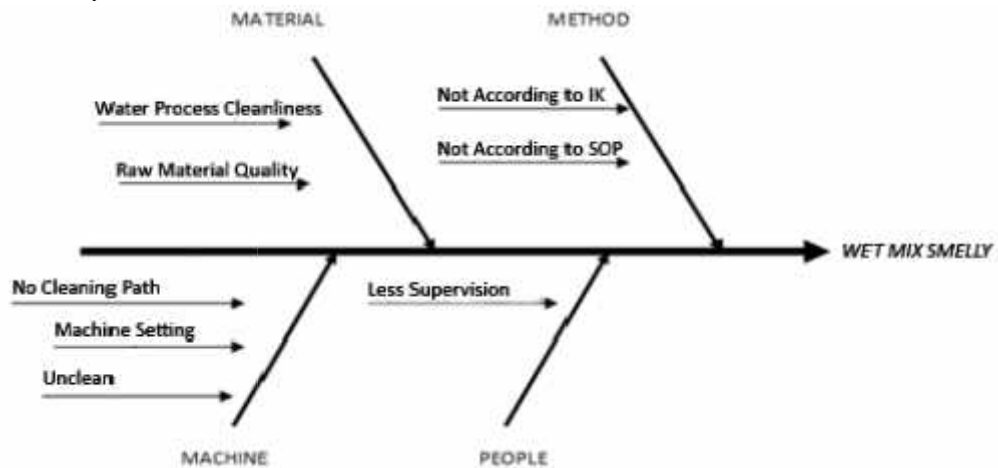 MATERIAL
METHOD
Water Process Cleanliness
Not According to IK
Not According to SOP
Raw Material Quality
WET MIX SMELLY
No Cleaning Path
Less Supervision
Machine Setting
Unclean
MACHINE
PEOPLE